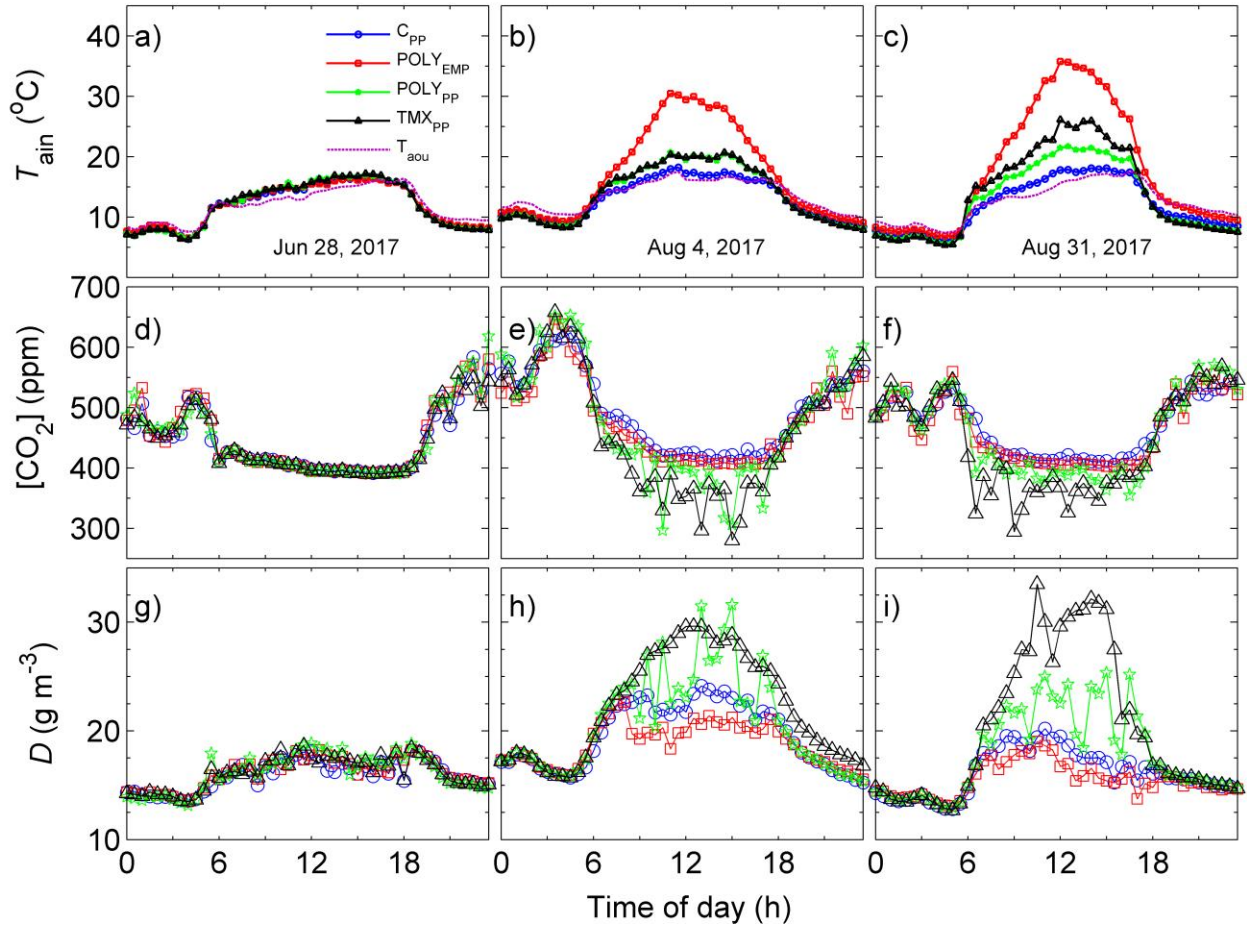 a)
C_PP
POLY_EMP
POLY_PP
TMX_PP
T_aou
b)
c)
T_ain (°C)
40
30
20
10
Jun 28, 2017
Aug 4, 2017
Aug 31, 2017
d)
e)
f)
[CO₂] (ppm)
700
600
500
400
300
g)
h)
i)
D (g m⁻³)
30
20
10
0 6 12 18 0 6 12 18 0 6 12 18
Time of day (h)